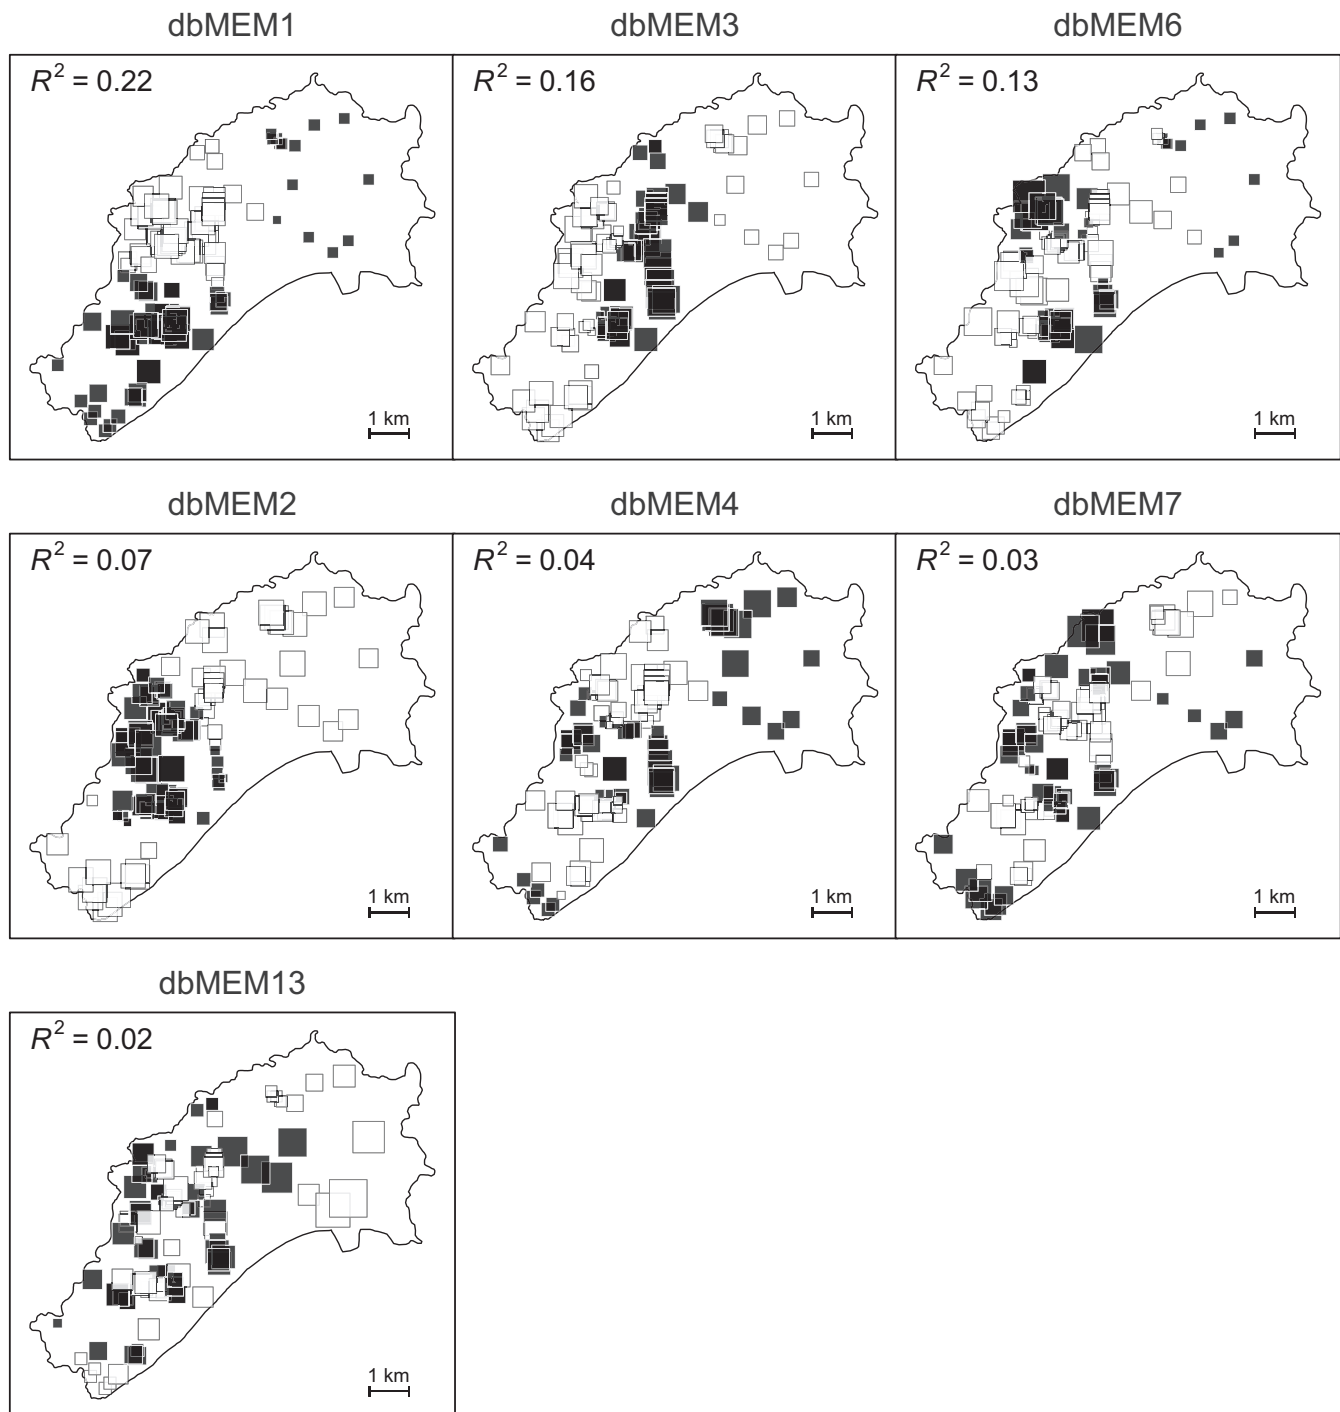 dbMEM1
dbMEM3
dbMEM6
R² = 0.22
R² = 0.16
R² = 0.13
1 km
1 km
1 km
dbMEM2
dbMEM4
dbMEM7
R² = 0.07
R² = 0.04
R² = 0.03
1 km
1 km
1 km
dbMEM13
R² = 0.02
1 km